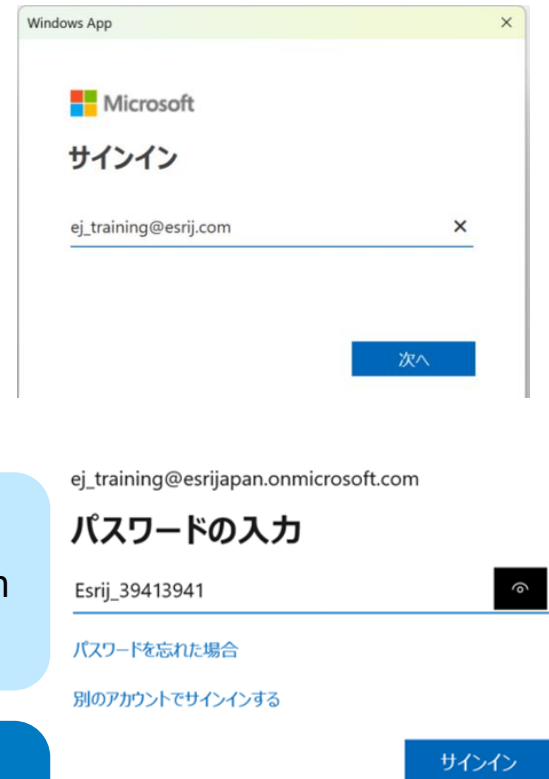 Windows App
Microsoft
サインイン
ej_training@esrij.com
次へ
ej_training@esrijapan.onmicrosoft.com
パスワードの入力
n
Esrij_39413941
パスワードを忘れた場合
別のアカウントでサインインする
サインイン